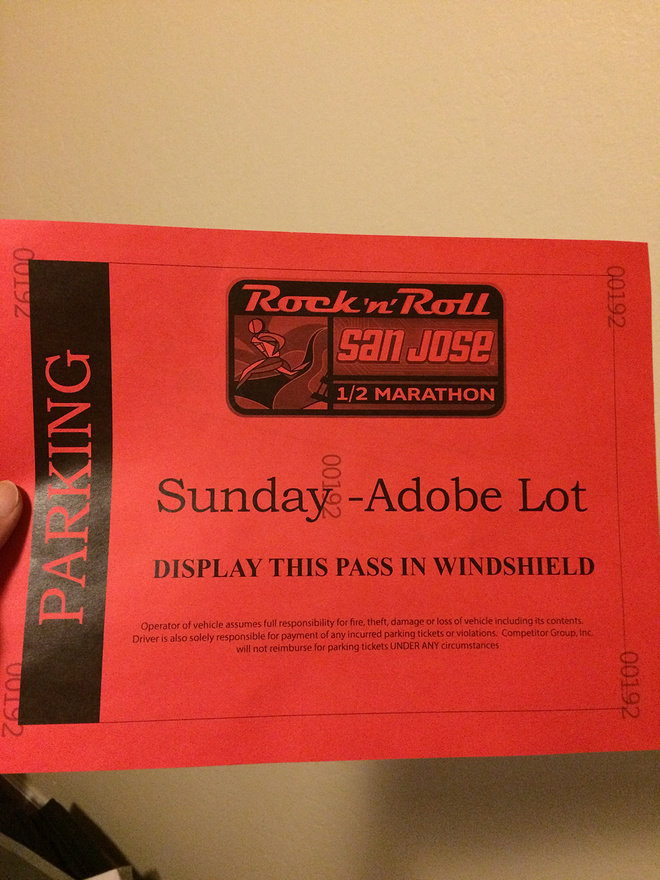 00192
00192
PARKING
Rock 'n' Roll
san Jose
1/2 MARATHON
00192
Sunday -Adobe Lot
DISPLAY THIS PASS IN WINDSHIELD
Operator of vehicle assumes full responsibility for fire, theft, damage or loss of vehicle including its contents.
Driver is also solely responsible for payment of any incurred parking tickets or violations. Competitor Group, Inc.
will not reimburse for parking tickets UNDER ANY circumstances
00192
00192